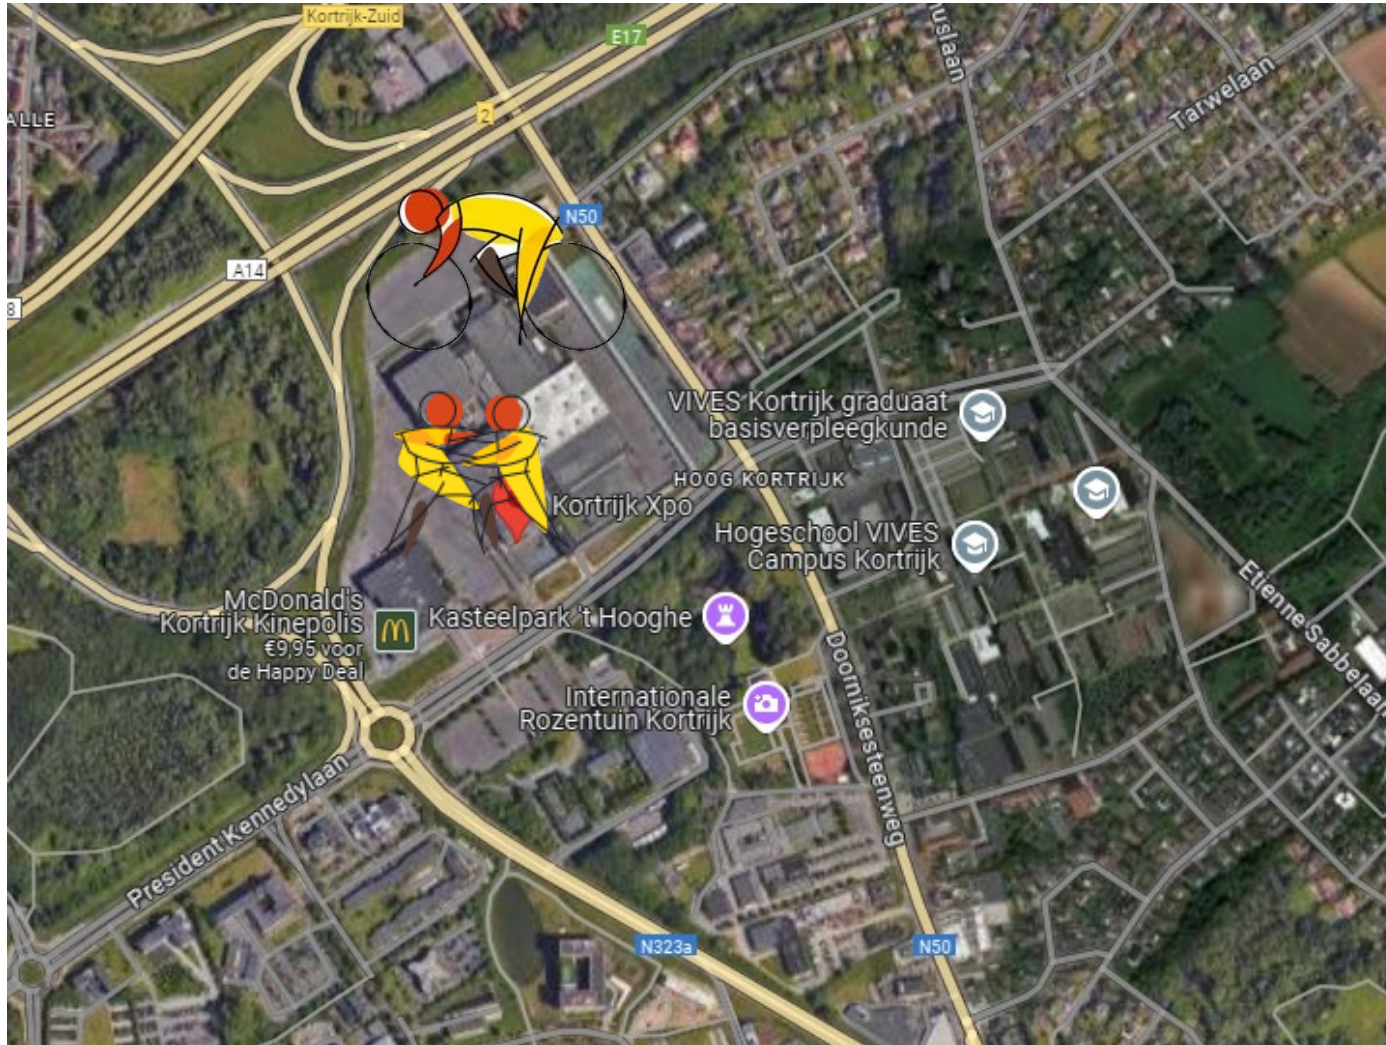 Kortrijk-Zuid
E17
uslaan
Tarwelaan
ALLE
2
N50
A14
8
VIVES Kortrijk graduaat
basisverpleegkunde
HOOG KORTRIJK
Kortrijk Xpo
Hogeschool VIVES
Campus Kortrijk
Etienne Sabbelaan
McDonald's
Kortrijk Kinepolis
€9,95 voor
de Happy Deal
Kasteelpark 't Hooghe
Internationale
Rozentuin Kortrijk
Doorniksesteenweg
President Kennedylaan
N323a
N50